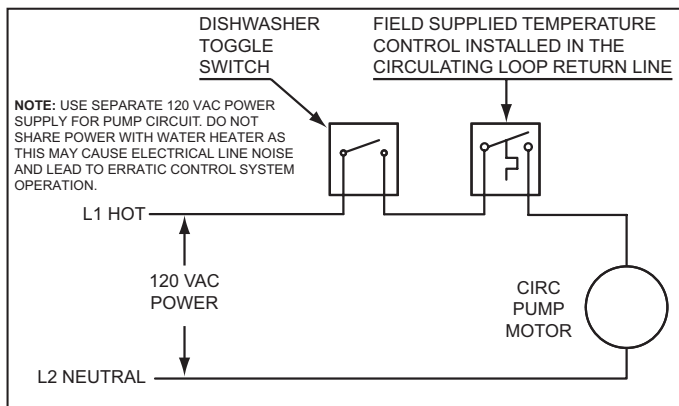 DISHWASHER
TOGGLE
SWITCH
FIELD SUPPLIED TEMPERATURE
CONTROL INSTALLED IN THE
CIRCULATING LOOP RETURN LINE
NOTE: USE SEPARATE 120 VAC POWER
SUPPLY FOR PUMP CIRCUIT. DO NOT
SHARE POWER WITH WATER HEATER AS
THIS MAY CAUSE ELECTRICAL LINE NOISE
AND LEAD TO ERRATIC CONTROL SYSTEM
OPERATION.
L1 HOT
120 VAC
POWER
CIRC
PUMP
MOTOR
L2 NEUTRAL